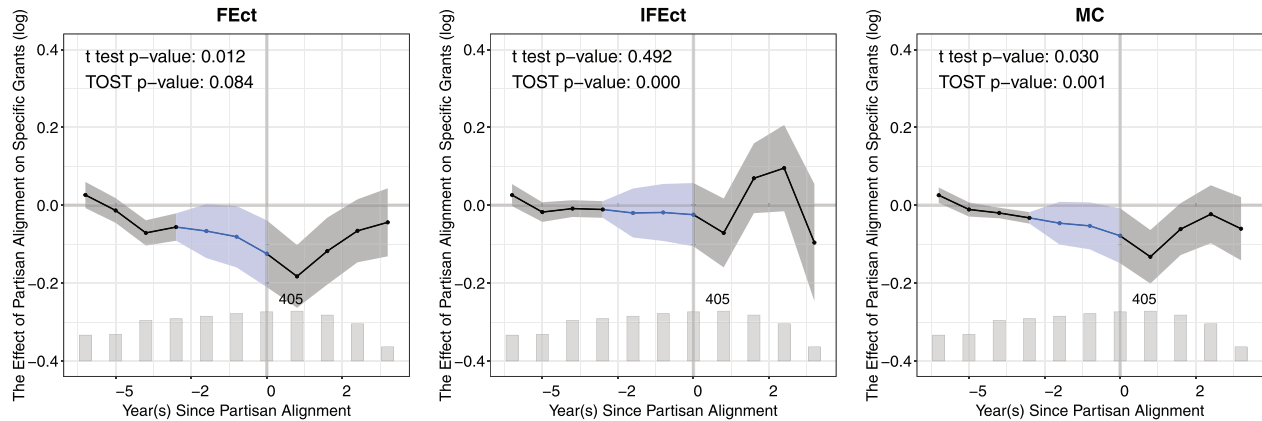 FEct
The Effect of Partisan Alignment on Specific Grants (log)
t test p−value: 0.012
TOST p−value: 0.084
0.4
0.2
0.0
−0.2
−0.4
405
−5
−2
0
2
Year(s) Since Partisan Alignment
IFEct
The Effect of Partisan Alignment on Specific Grants (log)
t test p−value: 0.492
TOST p−value: 0.000
0.4
0.2
0.0
−0.2
−0.4
405
−5
−2
0
2
Year(s) Since Partisan Alignment
MC
The Effect of Partisan Alignment on Specific Grants (log)
t test p−value: 0.030
TOST p−value: 0.001
0.4
0.2
0.0
−0.2
−0.4
405
−5
−2
0
2
Year(s) Since Partisan Alignment